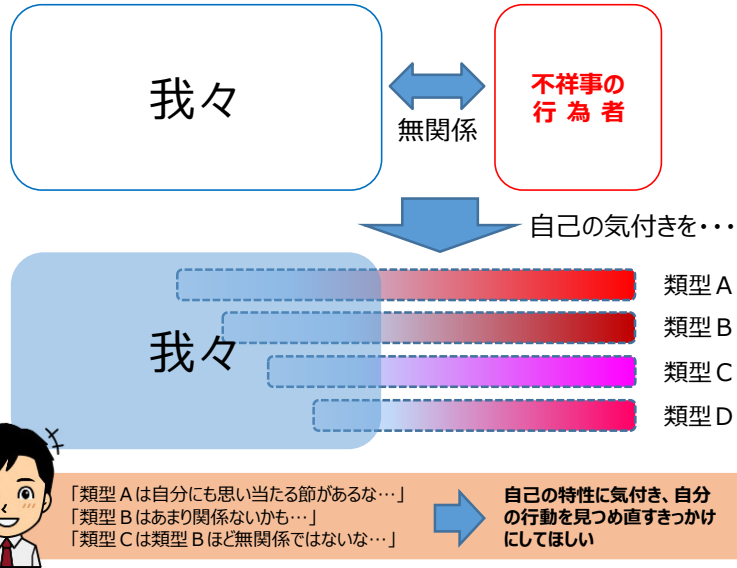 我々
不祥事の
行為者
無関係
自己の気付きを・・・
類型A
類型B
我々
類型C
類型D
「類型Aは自分にも思い当たる節があるな…」
「類型Bはあまり関係ないかも…」
「類型Cは類型Bほど無関係ではないな…」
自己の特性に気付き、自分
の行動を見つめ直すきっかけ
にしてほしい